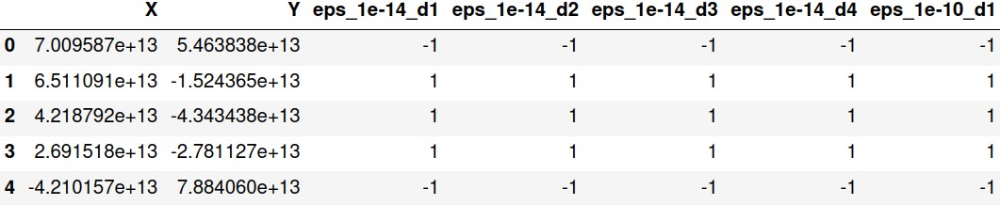 X Y eps_1e-14_d1 eps_1e-14_d2 eps_1e-14_d3 eps_1e-14_d4 eps_1e-10_d1
0 7.009587e+13 5.463838e+13 -1 -1 -1 -1 -1
1 6.511091e+13 -1.524365e+13 1 1 1 1 1
2 4.218792e+13 -4.343438e+13 1 1 1 1 1
3 2.691518e+13 -2.781127e+13 1 1 1 1 1
4 -4.210157e+13 7.884060e+13 -1 -1 -1 -1 -1